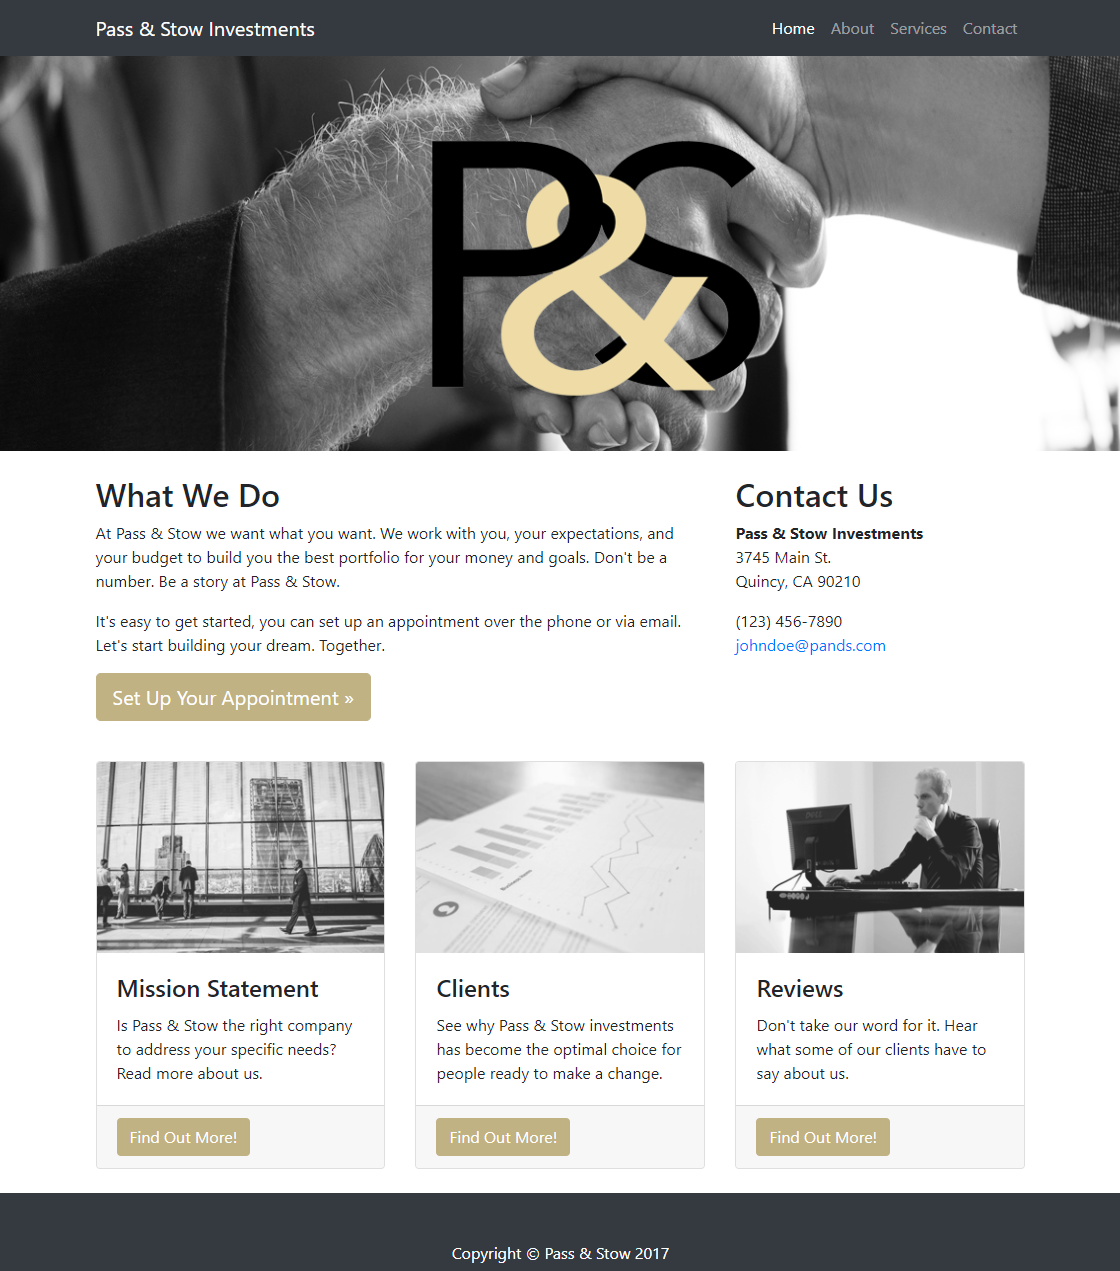 Pass & Stow Investments
Home About Services Contact
P&S
What We Do
At Pass & Stow we want what you want. We work with you, your expectations, and
your budget to build you the best portfolio for your money and goals. Don't be a
number. Be a story at Pass & Stow.
It's easy to get started, you can set up an appointment over the phone or via email.
Let's start building your dream. Together.
Set Up Your Appointment »
Contact Us
Pass & Stow Investments
3745 Main St.
Quincy, CA 90210
(123) 456-7890
johndoe@pands.com
Mission Statement
Is Pass & Stow the right company
to address your specific needs?
Read more about us.
Find Out More!
Clients
See why Pass & Stow investments
has become the optimal choice for
people ready to make a change.
Find Out More!
Reviews
Don't take our word for it. Hear
what some of our clients have to
say about us.
Find Out More!
Copyright © Pass & Stow 2017